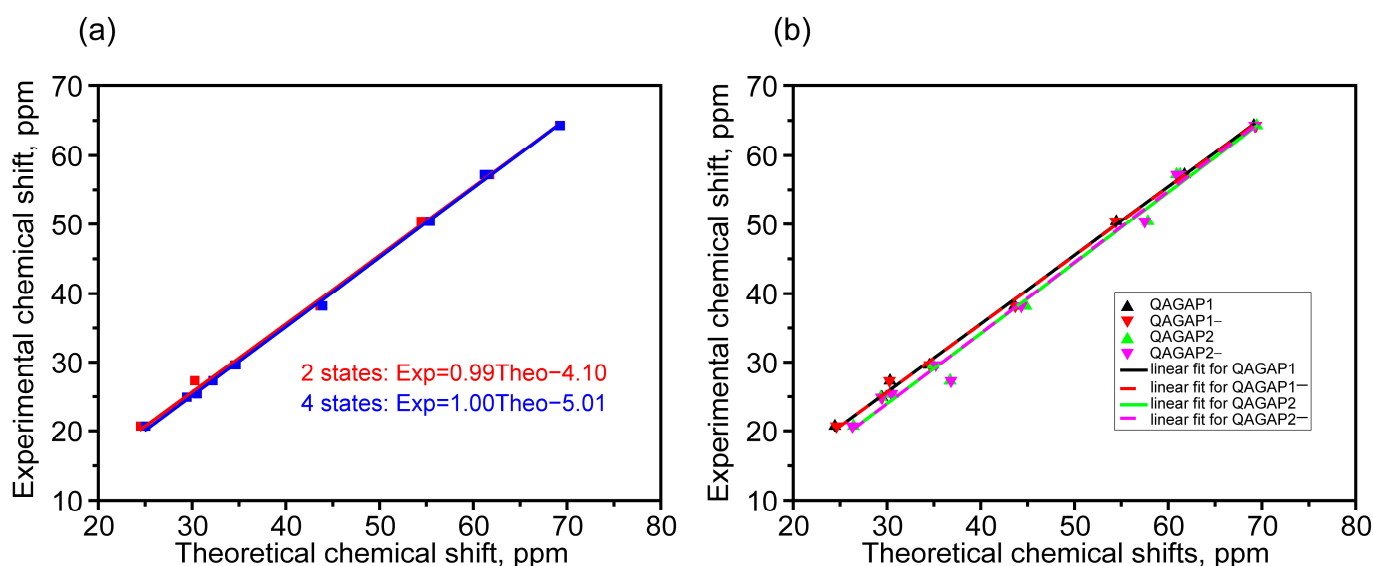 (a)
Experimental chemical shift, ppm
70
60
50
40
30
20
10
2 states: Exp=0.99Theo−4.10
4 states: Exp=1.00Theo−5.01
20 30 40 50 60 70 80
Theoretical chemical shift, ppm
(b)
Experimental chemical shift, ppm
70
60
50
40
30
20
10
QAGAP1
QAGAP1−
QAGAP2
QAGAP2−
linear fit for QAGAP1
linear fit for QAGAP1−
linear fit for QAGAP2
linear fit for QAGAP2−
20 30 40 50 60 70 80
Theoretical chemical shifts, ppm